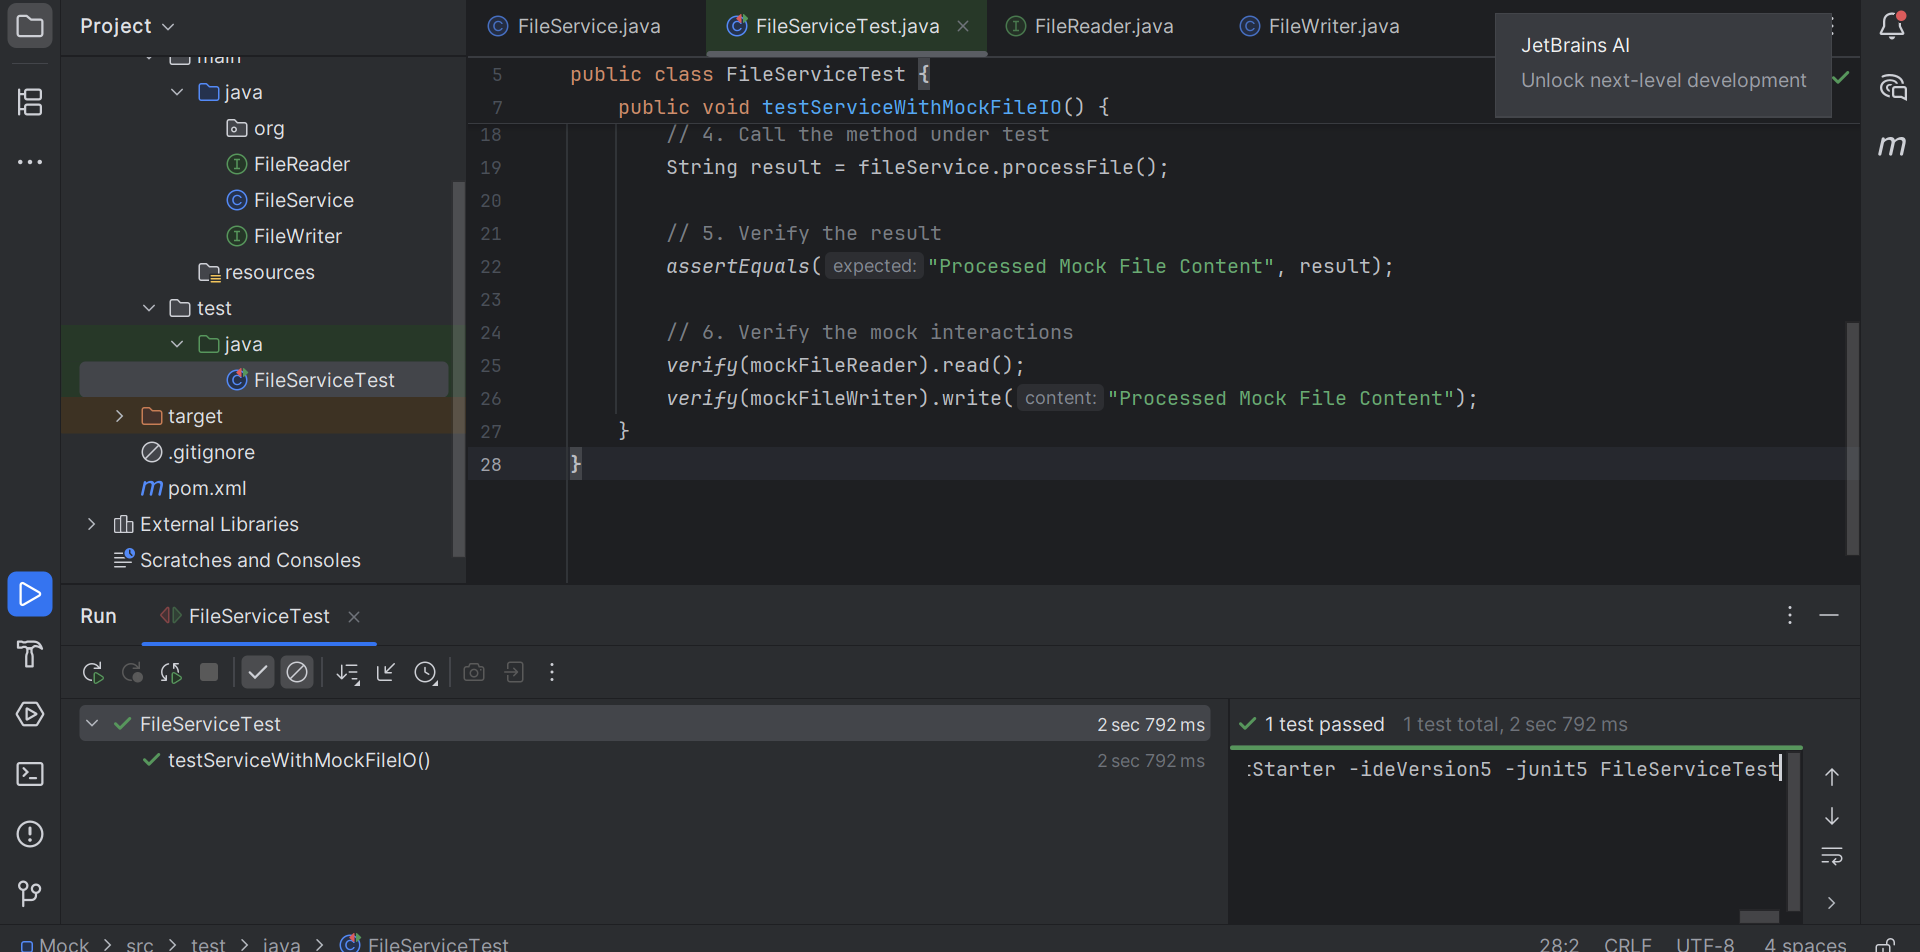 Project
FileService.java
FileServiceTest.java
FileReader.java
FileWriter.java
JetBrains AI
Unlock next-level development
main
java
org
FileReader
FileService
FileWriter
resources
test
java
FileServiceTest
target
.gitignore
m pom.xml
External Libraries
Scratches and Consoles
5 public class FileServiceTest {
7 public void testServiceWithMockFileIO() {
18 // 4. Call the method under test
19 String result = fileService.processFile();
20
21 // 5. Verify the result
22 assertEquals( expected: "Processed Mock File Content", result);
23
24 // 6. Verify the mock interactions
25 verify(mockFileReader).read();
26 verify(mockFileWriter).write( content: "Processed Mock File Content");
27 }
28 }
m
Run
FileServiceTest
FileServiceTest 2 sec 792 ms
testServiceWithMockFileIO() 2 sec 792 ms
1 test passed 1 test total, 2 sec 792 ms
:Starter -ideVersion5 -junit5 FileServiceTest
Mock > src > test > java > FileServiceTest
28:2 CRLF UTF-8 4 spaces